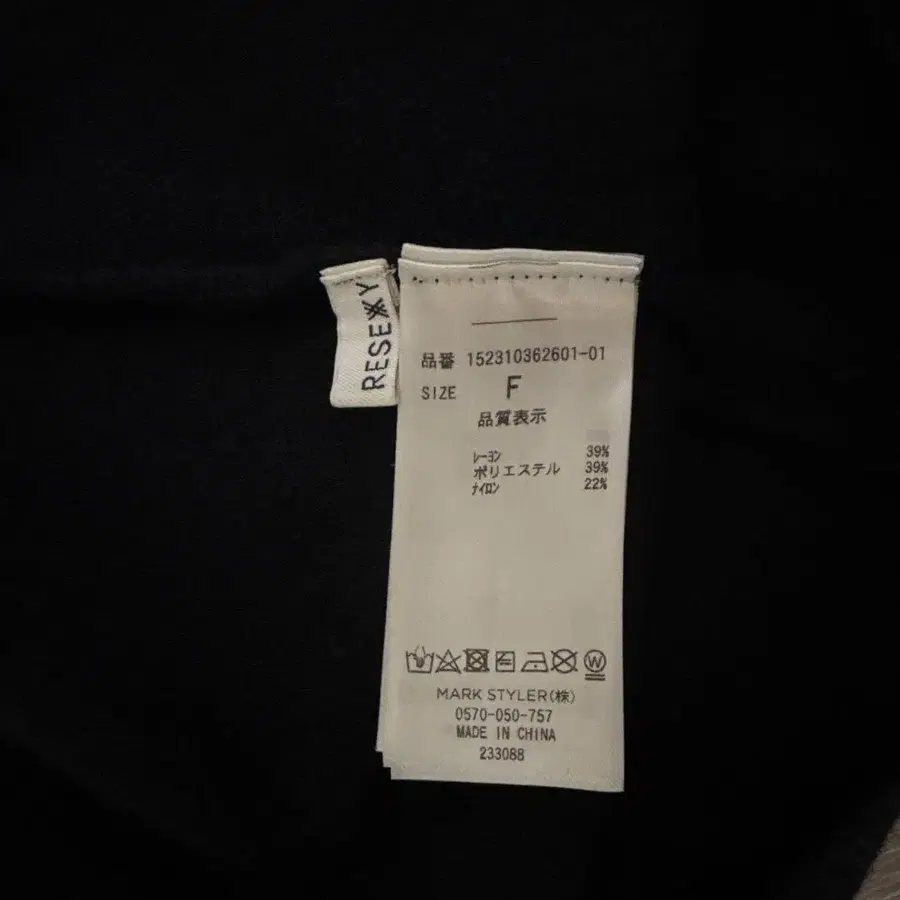 RESEXXY
品番 152310362601-01
SIZE F
品質表示
レーヨン 39%
ポリエステル 39%
ナイロン 22%
W
MARK STYLER(株)
0570-050-757
MADE IN CHINA
233088